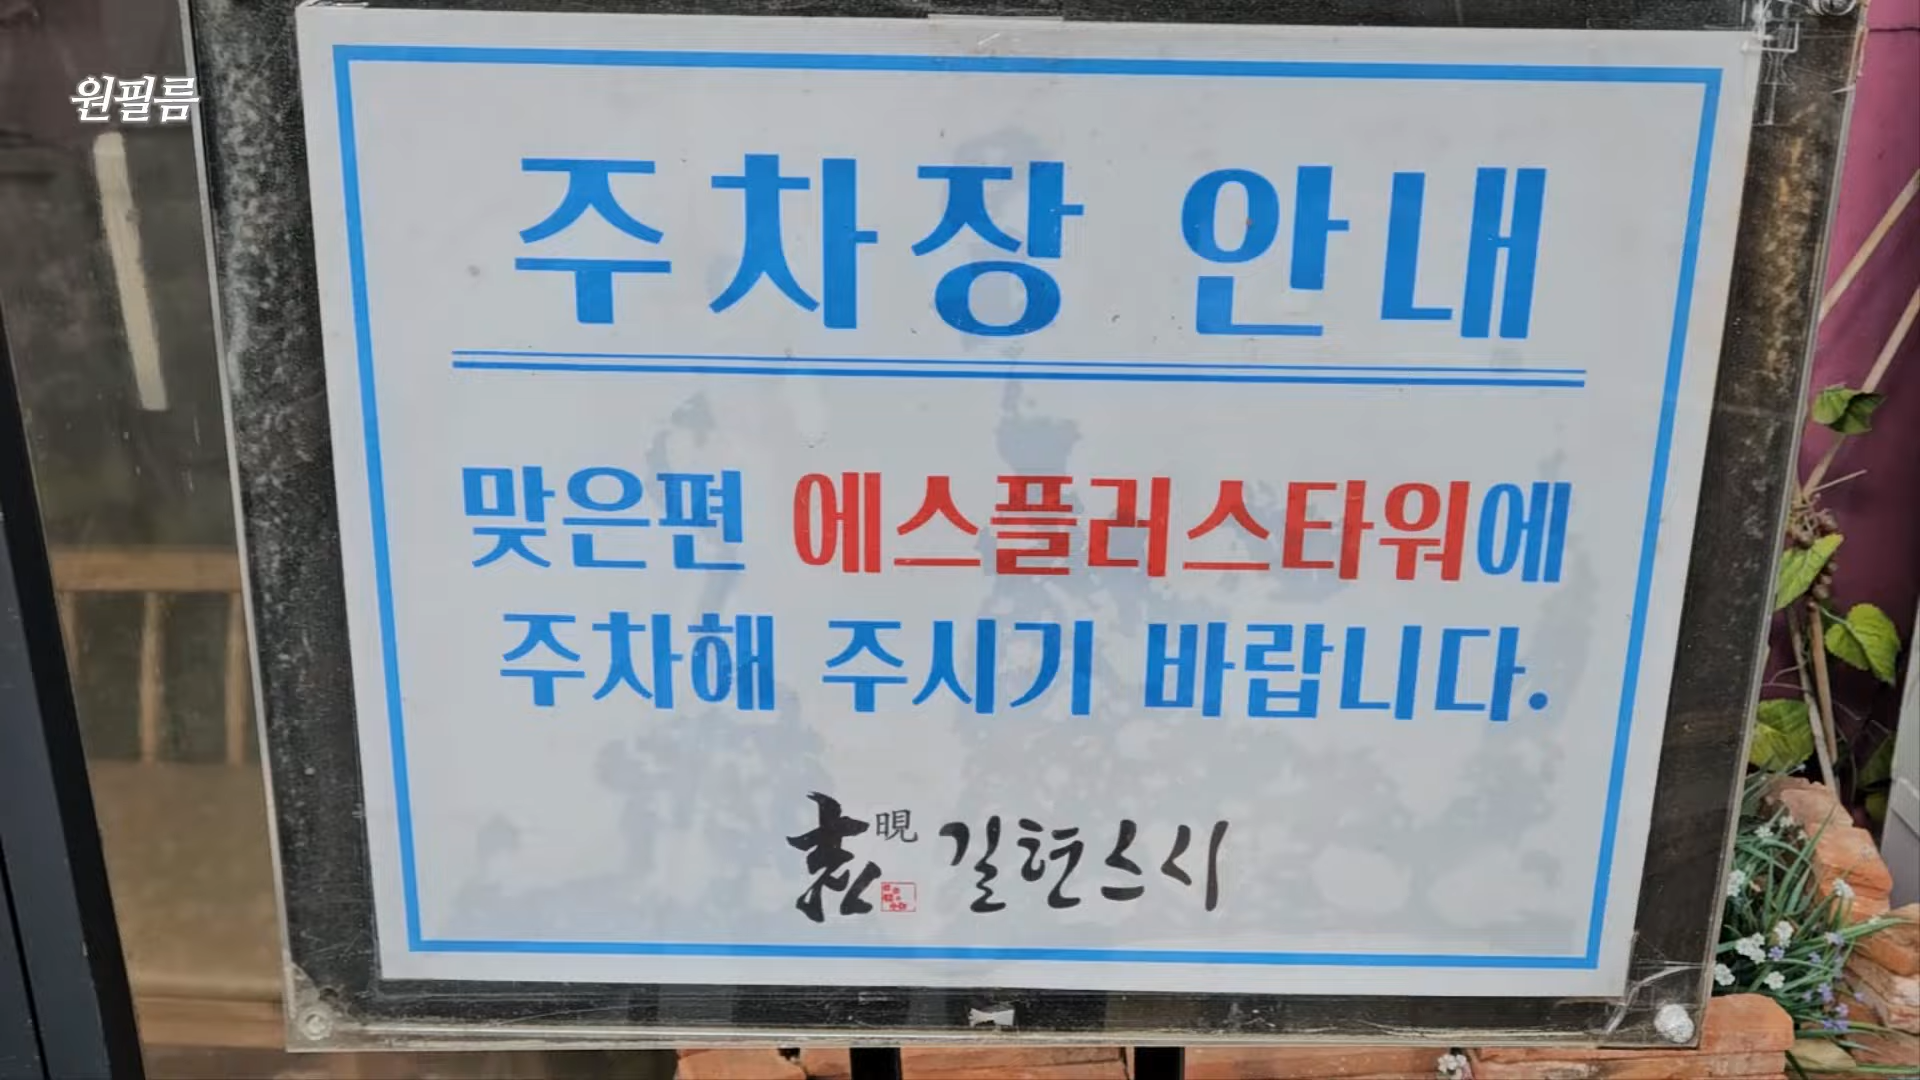 원필름
주차장 안내
맞은편 에스플러스타워에
주차해 주시기 바랍니다.
晛 길현스시